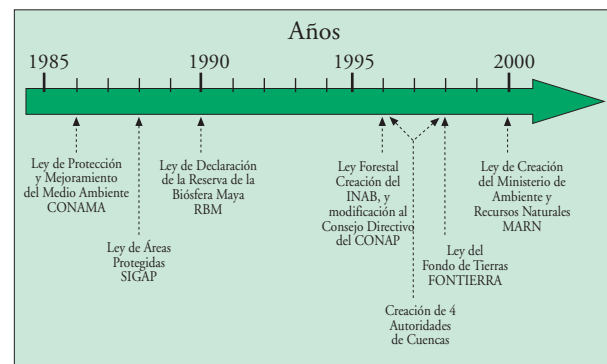 Años
1985 1990 1995 2000
Ley de Protección
y Mejoramiento
del Medio Ambiente
CONAMA
Ley de Áreas
Protegidas
SIGAP
Ley de Declaración
de la Reserva de la
Biósfera Maya
RBM
Ley Forestal
Creación del
INAB, y
modificación al
Consejo Directivo
del CONAP
Creación de 4
Autoridades
de Cuencas
Ley del
Fondo de Tierras
FONTIERRA
Ley de Creación
del Ministerio de
Ambiente y
Recursos Naturales
MARN